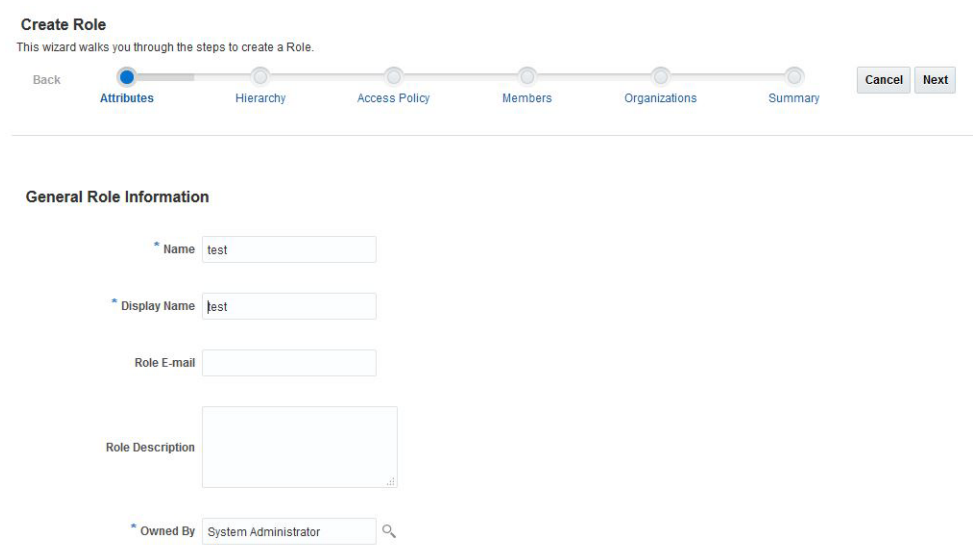 Create Role
This wizard walks you through the steps to create a Role.
Back
Attributes
Hierarchy
Access Policy
Members
Organizations
Summary
Cancel
Next
General Role Information
* Name test
* Display Name test
Role E-mail
Role Description
* Owned By System Administrator